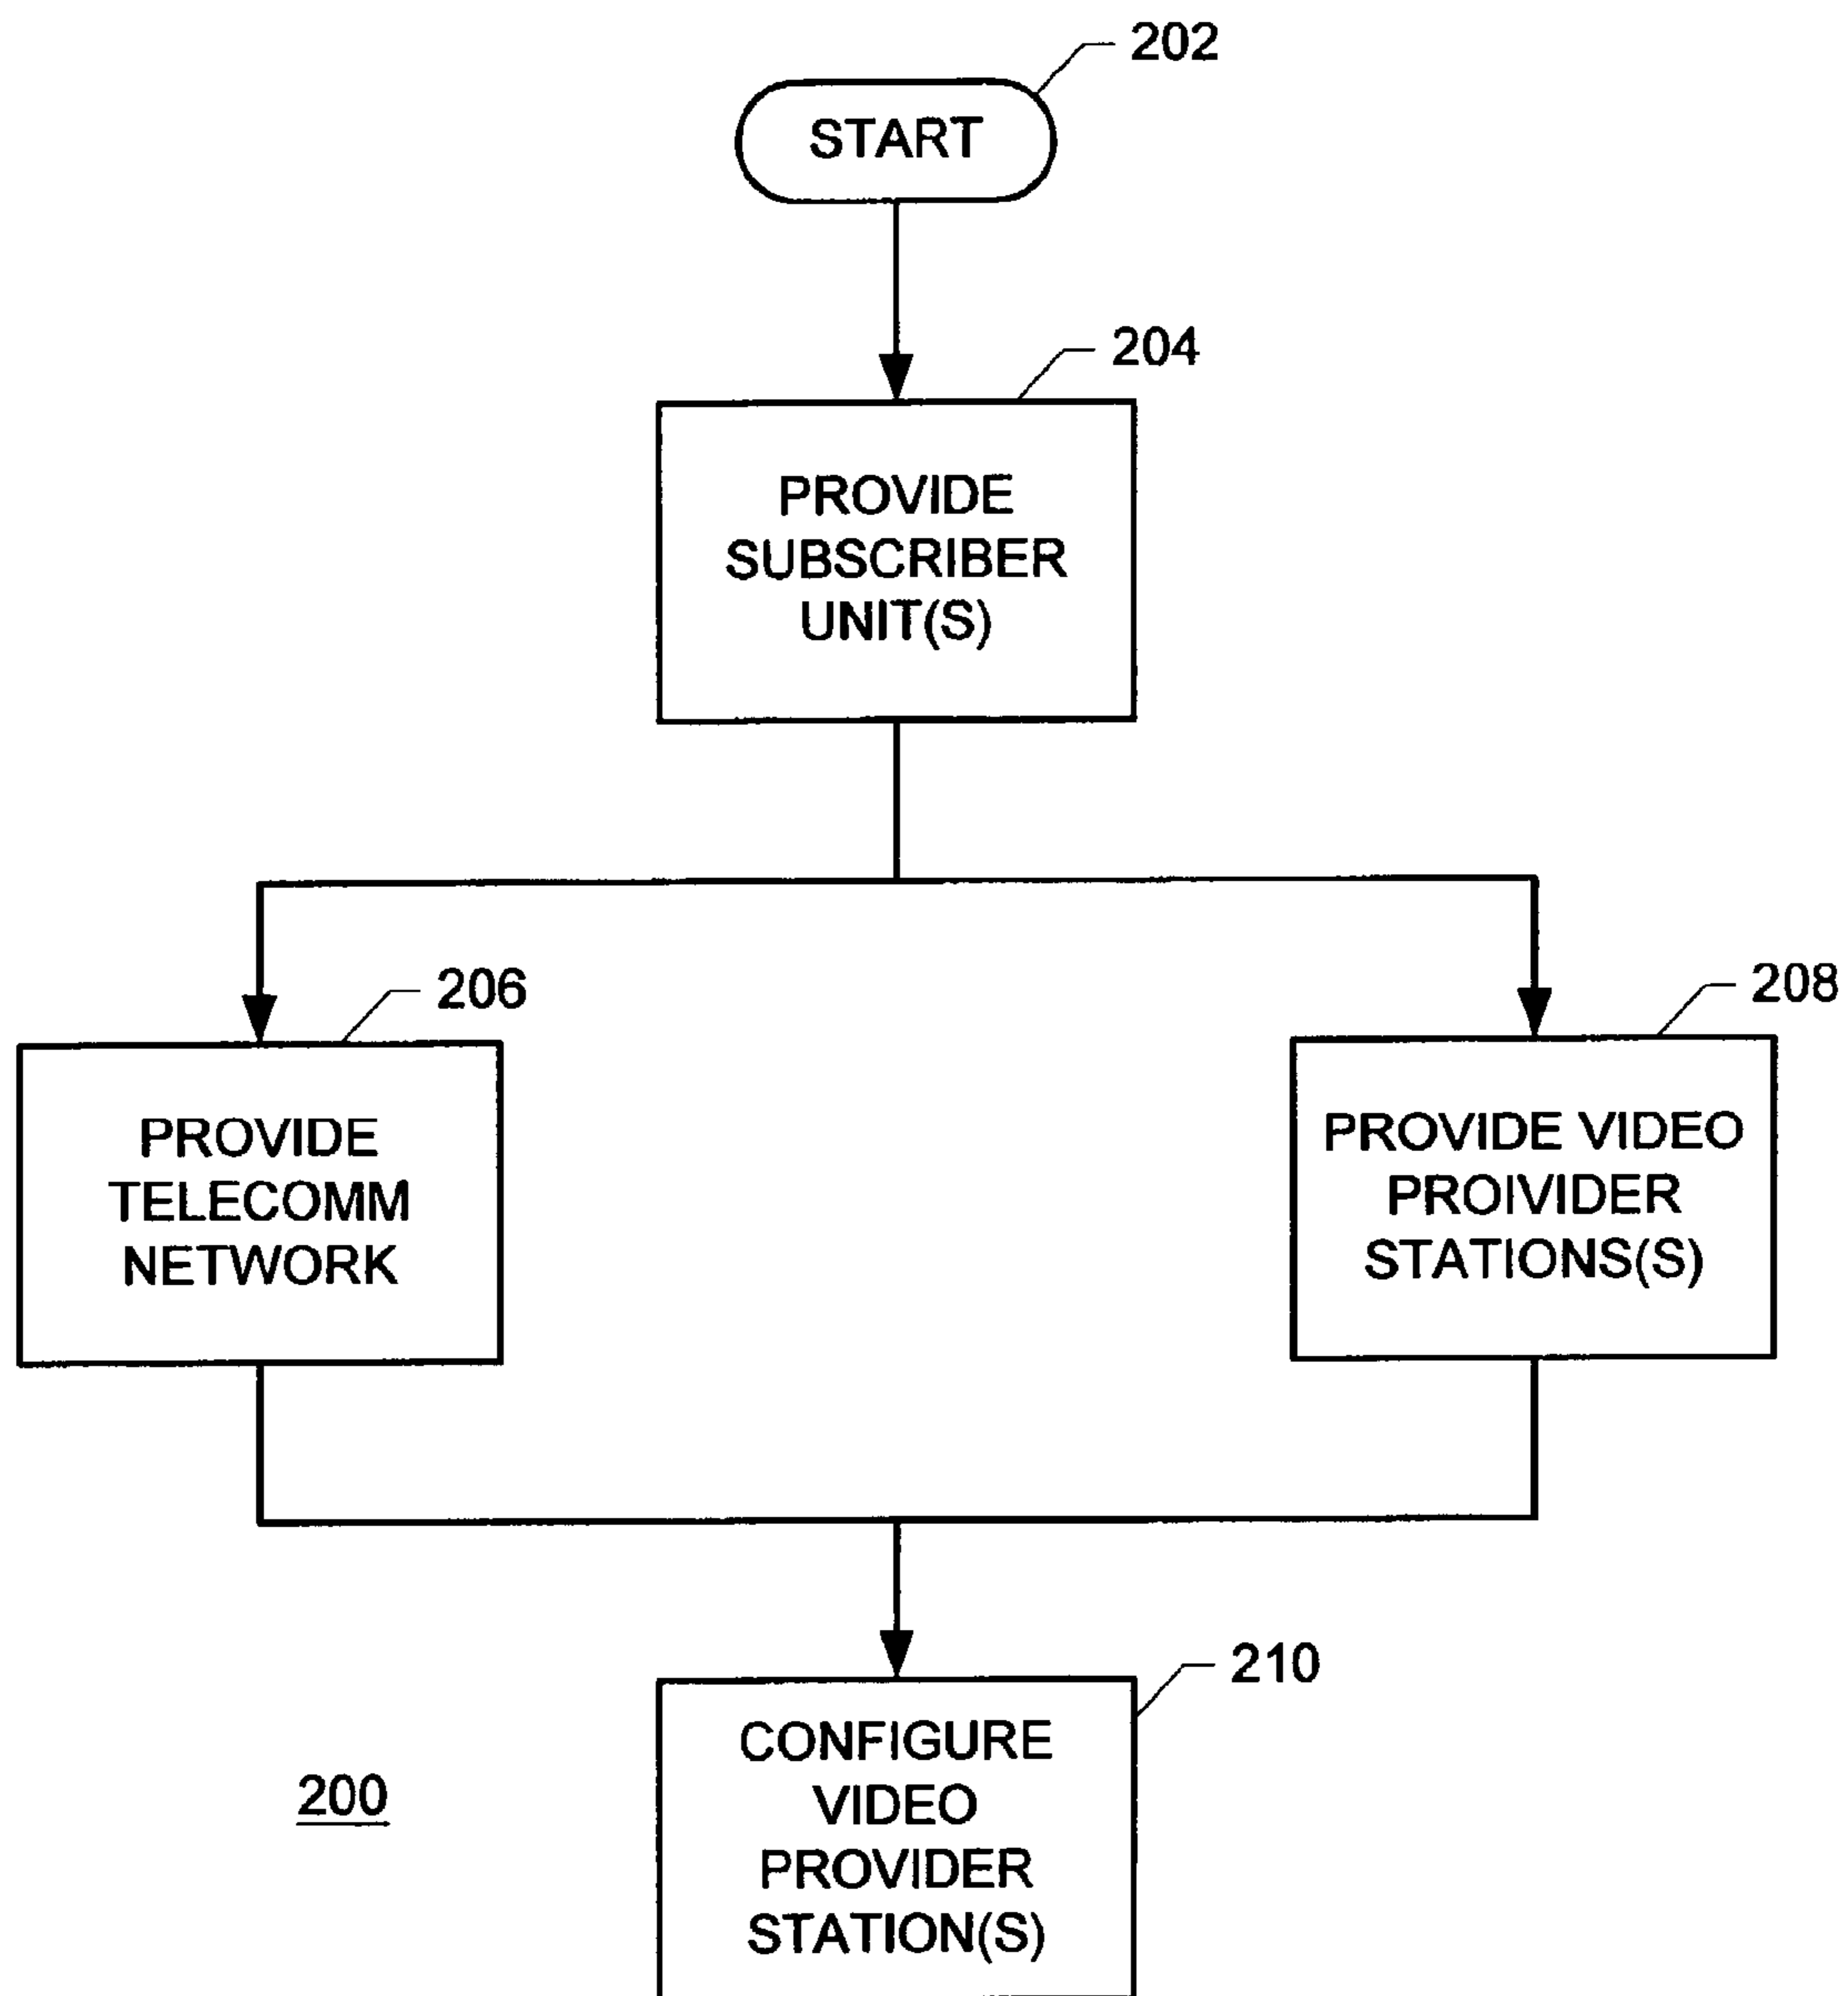 202
START
204
PROVIDE
SUBSCRIBER
UNIT(S)
206
PROVIDE
TELECOMM
NETWORK
208
PROVIDE VIDEO
PROIVIDER
STATIONS(S)
210
CONFIGURE
VIDEO
PROVIDER
STATION(S)
200